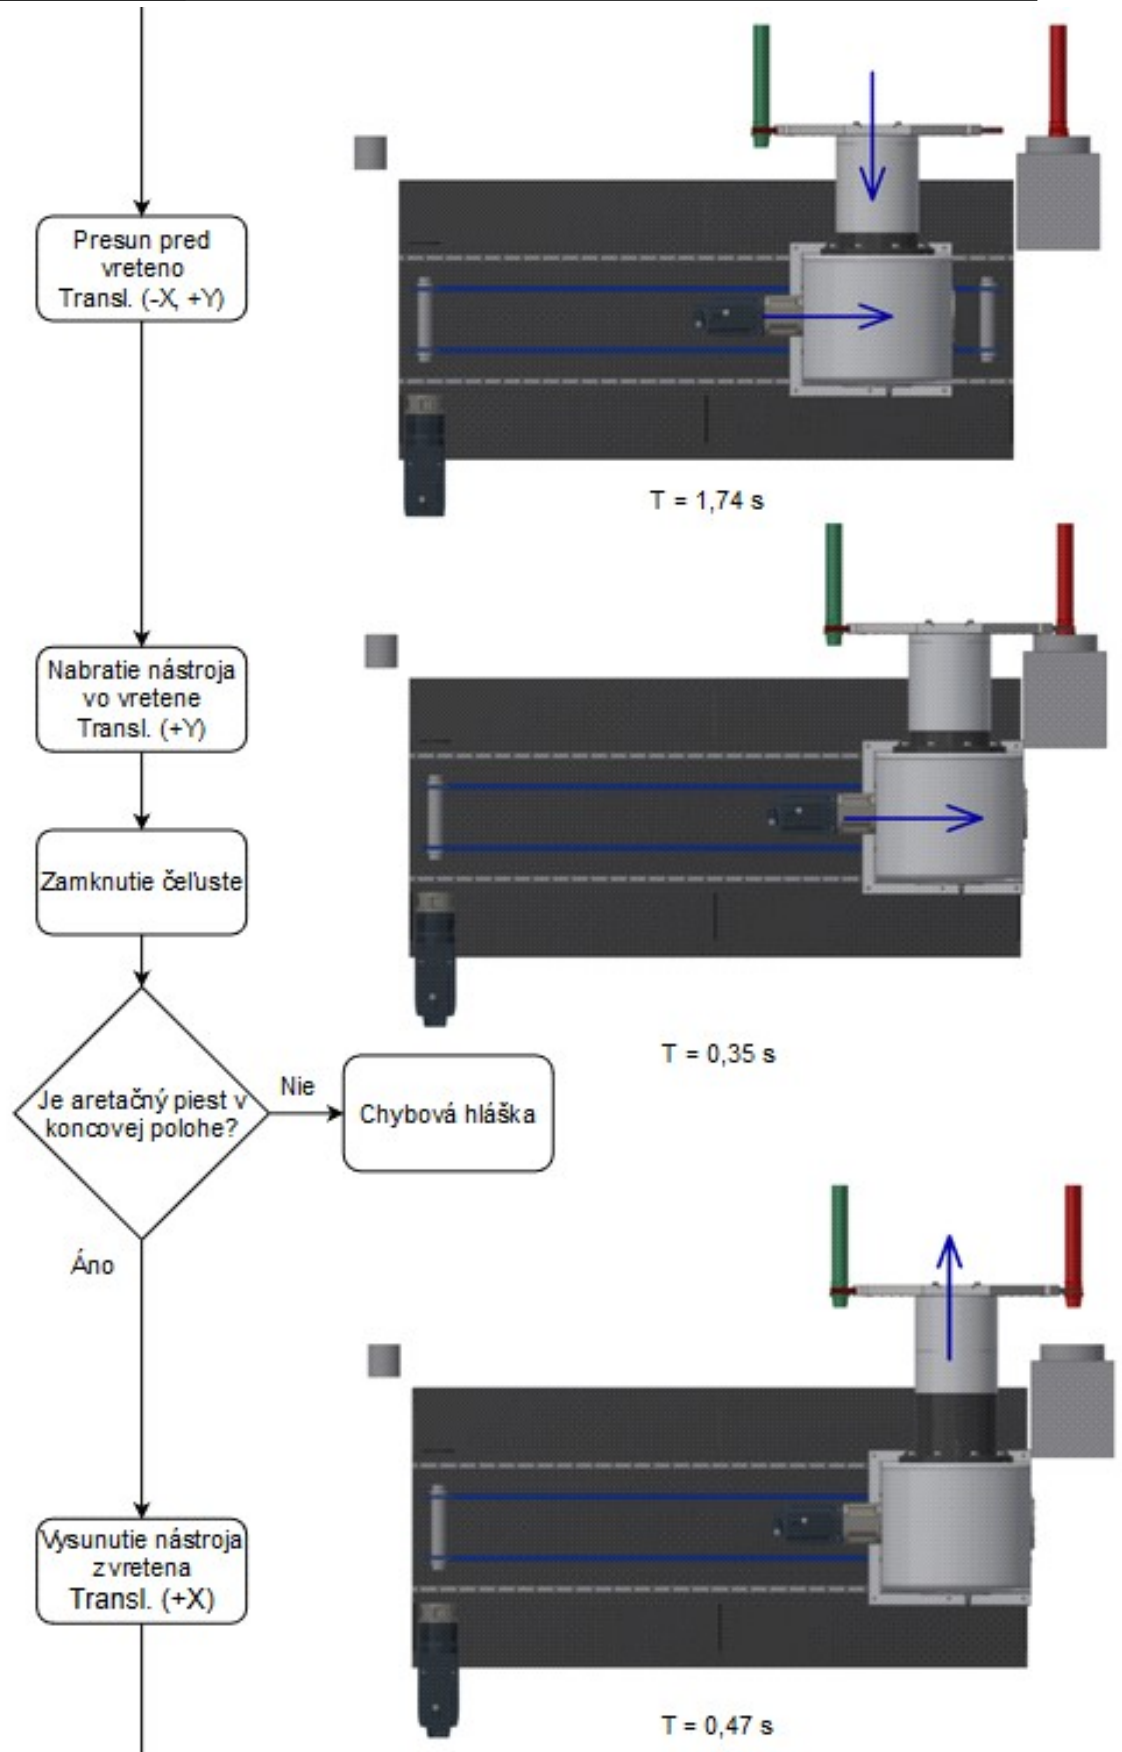 Presun pred
vreteno
Transl. (-X, +Y)
T = 1,74 s
Nabratie nástroja
vo vretene
Transl. (+Y)
Zamknutie čeľuste
T = 0,35 s
Je aretačný piest v
koncovej polohe?
Nie
Chybová hláška
Áno
Vysunutie nástroja
z vretena
Transl. (+X)
T = 0,47 s